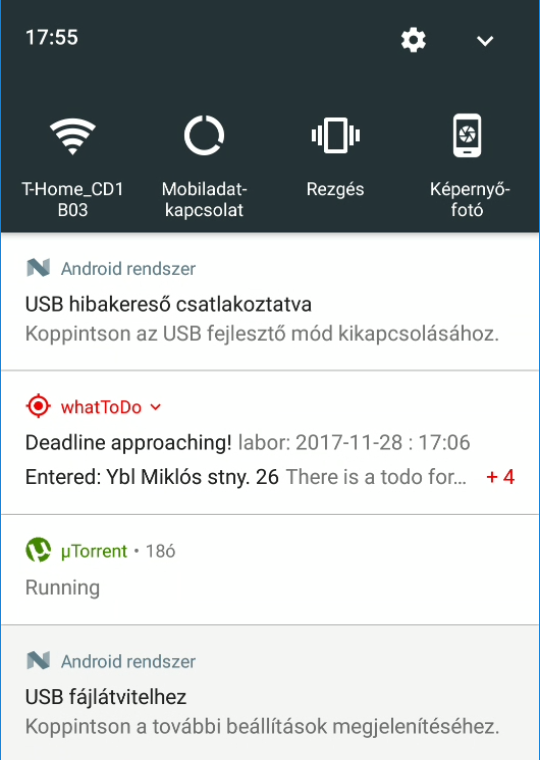 17:55
T-Home_CD1
B03
Mobiladat-
kapcsolat
Rezgés
Képernyő-
fotó
Android rendszer
USB hibakereső csatlakoztatva
Koppintson az USB fejlesztő mód kikapcsolásához.
whatToDo
Deadline approaching! labor: 2017-11-28 : 17:06
Entered: Ybl Miklós stny. 26 There is a todo for... + 4
µTorrent • 18ó
Running
Android rendszer
USB fájlátvitelhez
Koppintson a további beállítások megjelenítéséhez.